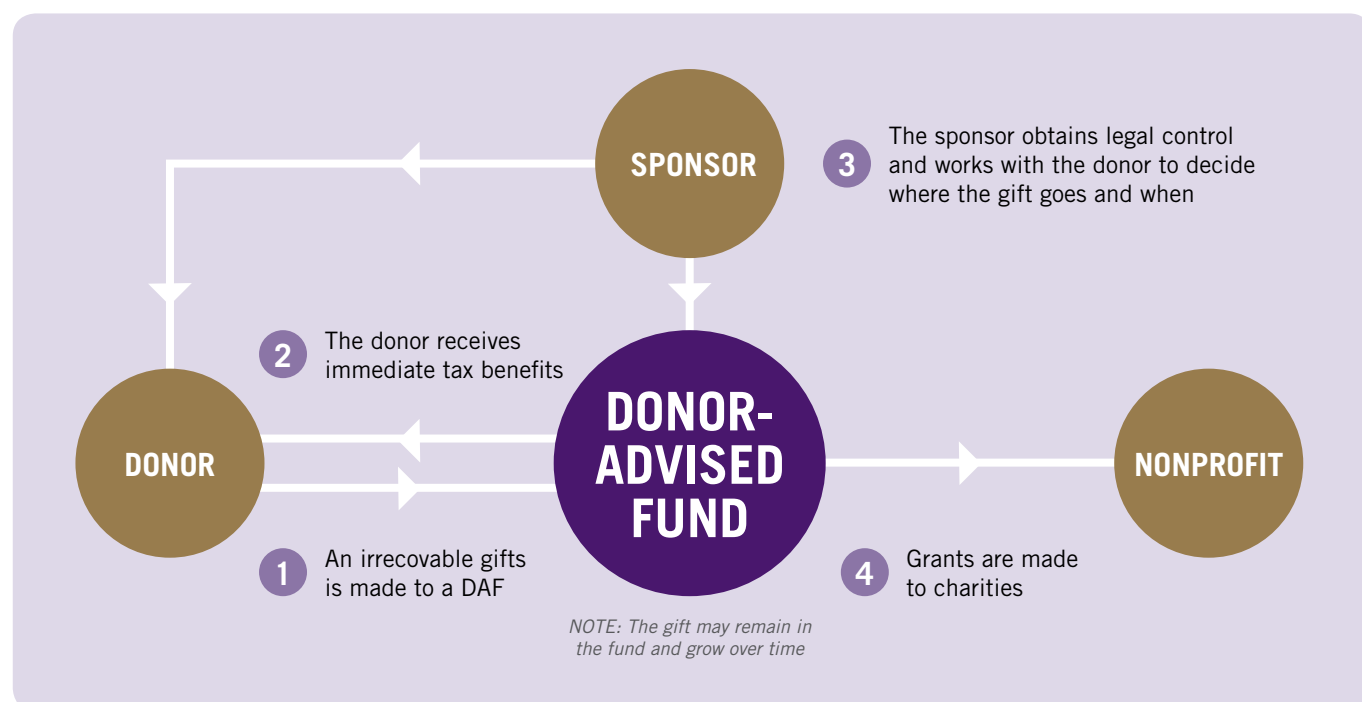 SPONSOR
3
The sponsor obtains legal control
and works with the donor to decide
where the gift goes and when
2
The donor receives
immediate tax benefits
DONOR
DONOR-
ADVISED
FUND
NONPROFIT
1
An irrecovable gifts
is made to a DAF
4
Grants are made
to charities
NOTE: The gift may remain in
the fund and grow over time